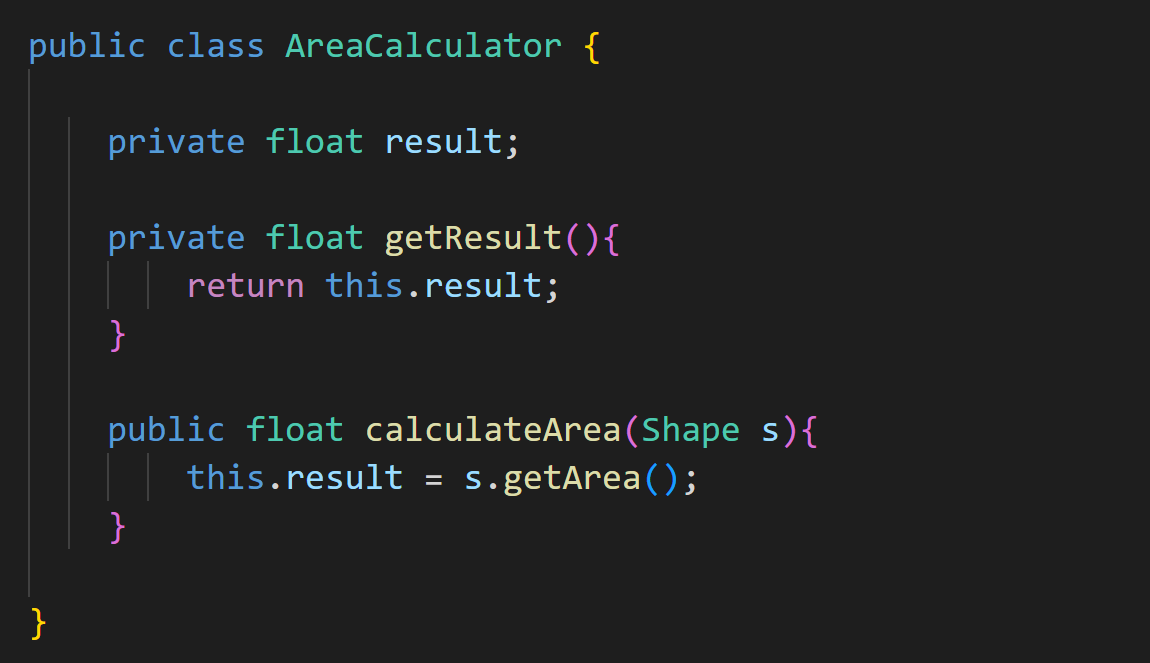 public class AreaCalculator {
private float result;
private float getResult(){
return this.result;
}
public float calculateArea(Shape s){
this.result = s.getArea();
}
}